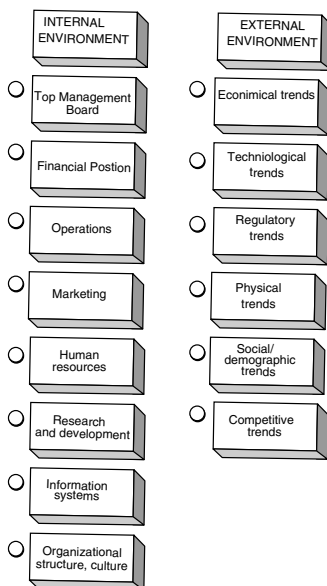 INTERNAL
ENVIRONMENT
Top Management
Board
Financial Postion
Operations
Marketing
Human
resources
Research
and development
Information
systems
Organizational
structure, culture
EXTERNAL
ENVIRONMENT
Econimical trends
Techniological
trends
Regulatory
trends
Physical
trends
Social/
demographic
trends
Competitive
trends